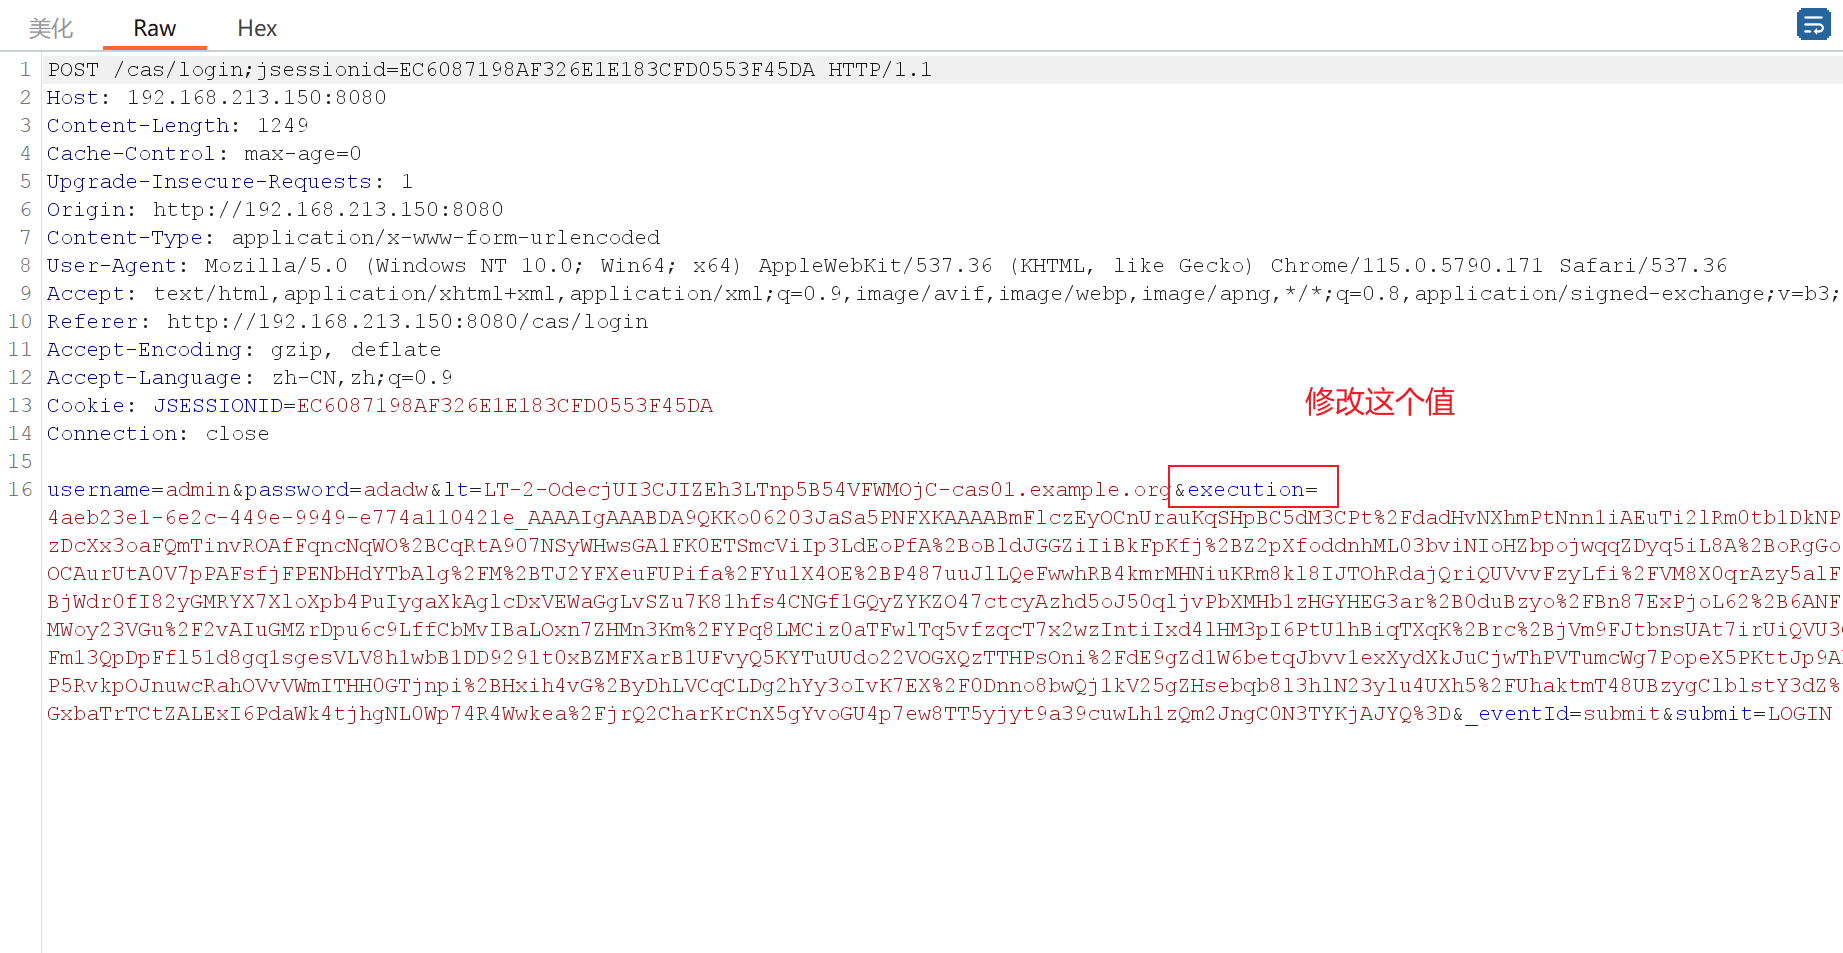 美化 Raw Hex
1 POST /cas/login;jsessionid=EC6087198AF326E1E183CFD0553F45DA HTTP/1.1
2 Host: 192.168.213.150:8080
3 Content-Length: 1249
4 Cache-Control: max-age=0
5 Upgrade-Insecure-Requests: 1
6 Origin: http://192.168.213.150:8080
7 Content-Type: application/x-www-form-urlencoded
8 User-Agent: Mozilla/5.0 (Windows NT 10.0; Win64; x64) AppleWebKit/537.36 (KHTML, like Gecko) Chrome/115.0.5790.171 Safari/537.36
9 Accept: text/html,application/xhtml+xml,application/xml;q=0.9,image/avif,image/webp,image/apng,*/*;q=0.8,application/signed-exchange;v=b3;
10 Referer: http://192.168.213.150:8080/cas/login
11 Accept-Encoding: gzip, deflate
12 Accept-Language: zh-CN,zh;q=0.9
修改这个值
13 Cookie: JSESSIONID=EC6087198AF326E1E183CFD0553F45DA
14 Connection: close
15
16 username=admin&password=adadw&lt=LT-2-OdecjUI3CJIZEh3LTnp5B54VFWMOjC-cas01.example.org&execution=
4aeb23e1-6e2c-449e-9949-e774a110421e_AAAAIgAAABDA9QKKo06203JaSa5PNFXKAAAABmFlczEyOCnUrauKqSHpBC5dM3CPt%2FdadHvNXhmPtNnn1iAEuTi2lRm0tb1DkNP
zDcXx3oaFQmTinvROAfFqncNqWO%2BCqRtA907NSyWHwsGA1FK0ETSmcViIp3LdEoPfA%2BoBldJGGZiIiBkFpKfj%2BZ2pXfoddnhML03bviNIoHZbpojwqqZDyq5iL8A%2BoRgGo
OCAurUtA0V7pPAFsfjFPENbHdYTbAlg%2FM%2BTJ2YFXeuFUPifa%2FYu1X4OE%2BP487uuJlLQeFwwhRB4kmrMHNiuKRm8kl8IJTOhRdajQriQUVvvFzyLfi%2FVM8X0qrAzy5alF
BjWdr0fI82yGMRYX7XloXpb4PuIygaXkAglcDxVEWaGgLvSZu7K81hfs4CNGf1GQyZYKZO47ctcyAzhd5oJ50qljvPbXMHb1zHGYHEG3ar%2B0duBzyo%2FBn87ExPjoL62%2B6ANF
MWoy23VGu%2F2vAIuGMZrDpu6c9LffCbMvIBaLOxn7ZHMn3Km%2FYPq8LMCiz0aTFwlTq5vfzqcT7x2wzIntiIxd4lHM3pI6PtU1hBiqTXqK%2Brc%2BjVm9FJtbnsUAt7irUiQVU3
Fm13QpDpFfl51d8gq1sgesVLV8h1wbB1DD9291t0xBZMFXarB1UFvyQ5KYTuUUdo22VOGXQzTTHPsOni%2FdE9gZd1W6betqJbvv1exXydXkJuCjwThPVTumcWg7PopeX5PKttJp9A
P5RvkpOJnuwcRahOVvVWmITHH0GTjnpi%2BHxih4vG%2ByDhLVCqCLDg2hYy3oIvK7EX%2F0Dnno8bwQj1kV25gZHsebqb8l3hlN23ylu4UXh5%2FUhaktmT48UBzygClblstY3dZ%
GxbaTrTCtZALExI6PdaWk4tjhgNL0Wp74R4Wwkea%2FjrQ2CharKrCnX5gYvoGU4p7ew8TT5yjyt9a39cuwLh1zQm2JngC0N3TYKjAJYQ%3D&_eventId=submit&submit=LOGIN